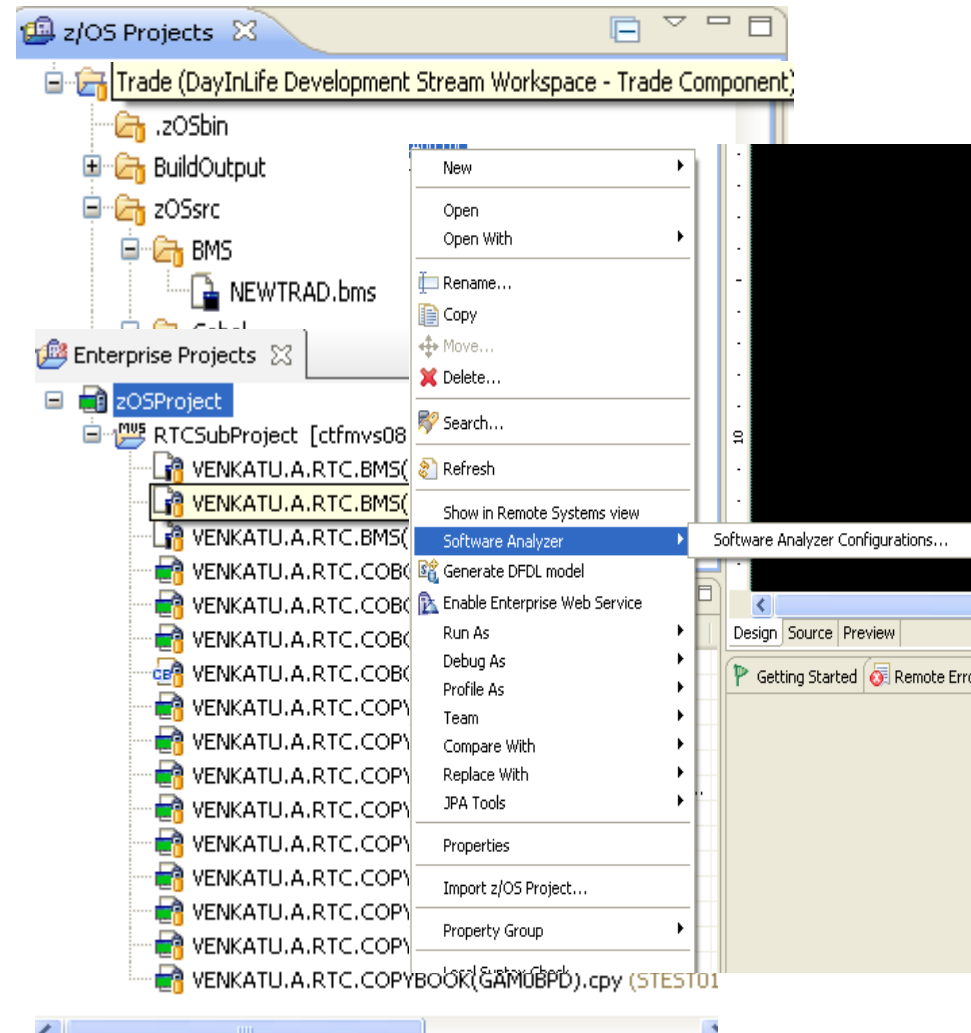 z/OS Projects
Trade (DayInLife Development Stream Workspace - Trade Component)
.zOSbin
BuildOutput
zOSsrc
BMS
NEWTRAD.bms
Enterprise Projects
zOSProject
RTCSubProject [ctfmvs08
VENKATU.A.RTC.BMS(
VENKATU.A.RTC.BMS(
VENKATU.A.RTC.BMS(
VENKATU.A.RTC.COBO
VENKATU.A.RTC.COBO
VENKATU.A.RTC.COBO
VENKATU.A.RTC.COBO
VENKATU.A.RTC.COPY
VENKATU.A.RTC.COPY
VENKATU.A.RTC.COPY
VENKATU.A.RTC.COPY
VENKATU.A.RTC.COPY
VENKATU.A.RTC.COPY
VENKATU.A.RTC.COPY
VENKATU.A.RTC.COPY
VENKATU.A.RTC.COPYBOOK(GAM0BPD).cpy (STEST01
New
Open
Open With
Rename...
Copy
Move...
Delete...
Search...
Refresh
Show in Remote Systems view
Software Analyzer
Software Analyzer Configurations...
Generate DFDL model
Enable Enterprise Web Service
Run As
Debug As
Profile As
Team
Compare With
Replace With
JPA Tools
Properties
Import z/OS Project...
Property Group
Local Syntax Check
10
Design Source Preview
Getting Started Remote Erro